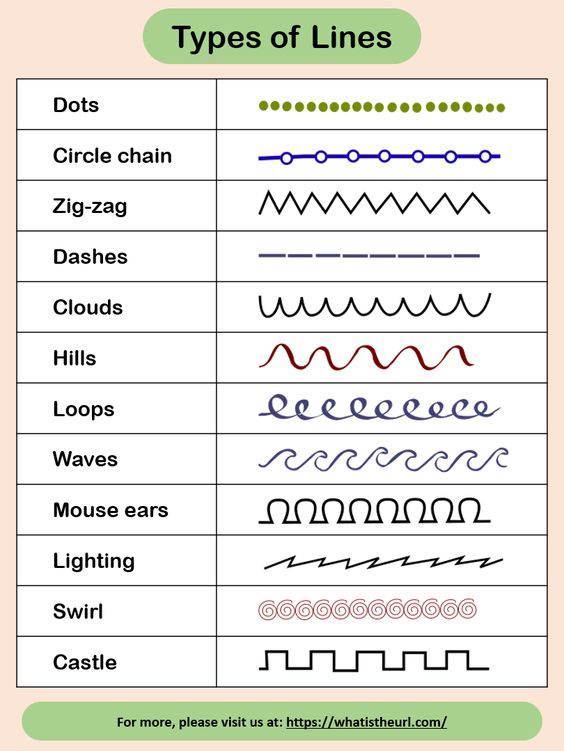 Types of Lines
Dots
Circle chain
Zig-zag
Dashes
Clouds
Hills
Loops
Waves
Mouse ears
Lighting
Swirl
Castle
For more, please visit us at: https://whatistheurl.com/